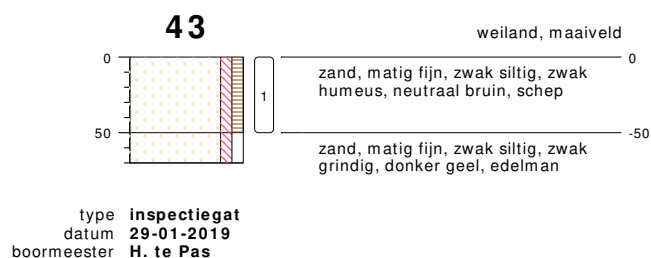 43
weiland, maaiveld
0
0
zand, matig fijn, zwak siltig, zwak
humeus, neutraal bruin, schep
1
50
-50
zand, matig fijn, zwak siltig, zwak
grindig, donker geel, edelman
type inspectiegat
datum 29-01-2019
boormeester H. te Pas